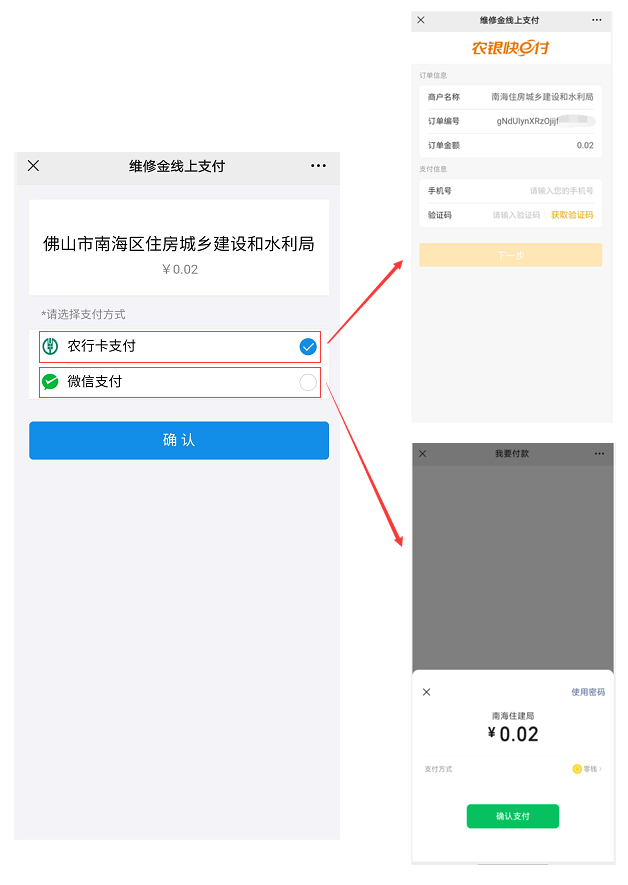 维修金线上支付
佛山市南海区住房城乡建设和水利局
￥0.02
*请选择支付方式
农行卡支付
微信支付
确 认
维修金线上支付
农银快e付
订单信息
商户名称 南海住房城乡建设和水利局
订单编号 gNdUIynXRzOjijf
订单金额 0.02
支付信息
手机号 请输入您的手机号
验证码 请输入验证码 获取验证码
下一步
我要付款
使用密码
南海住建局
￥0.02
支付方式 零钱
确认支付